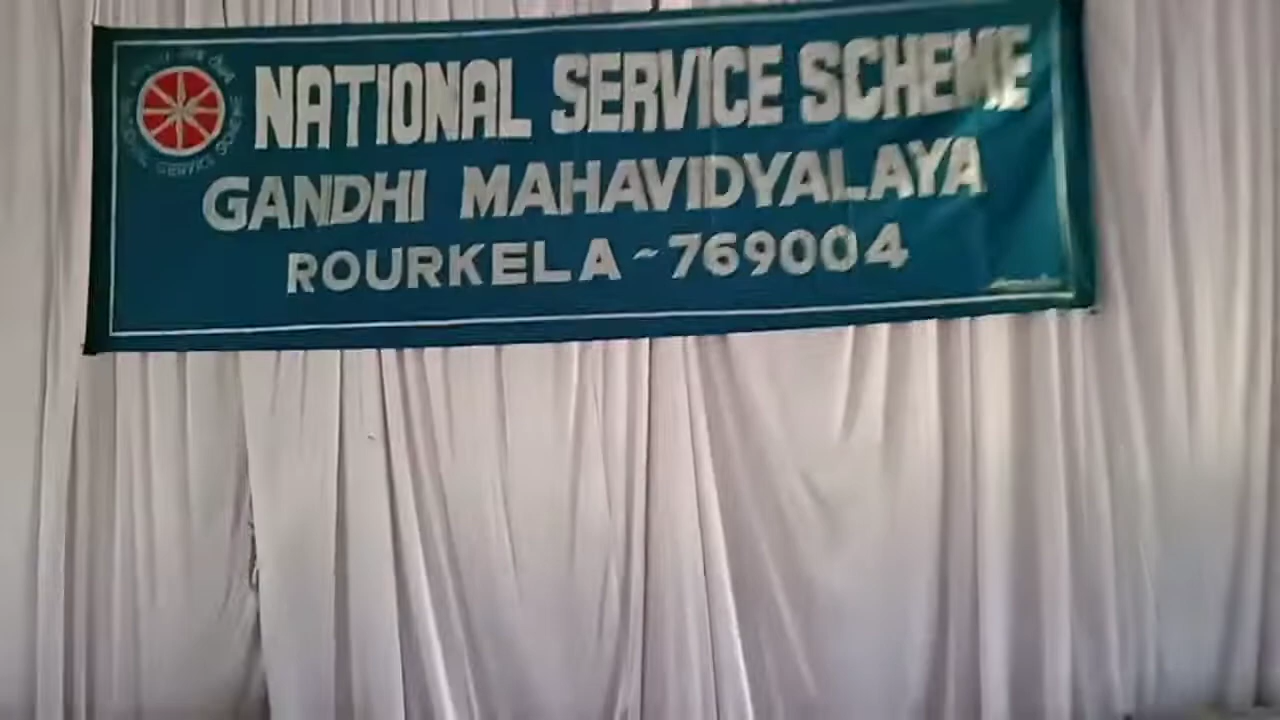 NATIONAL SERVICE SCHEME
GANDHI MAHAVIDYALAYA
ROURKELA ~ 769004